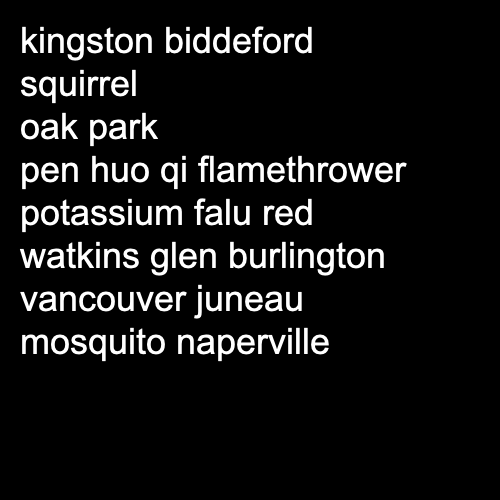 kingston biddeford
squirrel
oak park
pen huo qi flamethrower
potassium falu red
watkins glen burlington
vancouver juneau
mosquito naperville